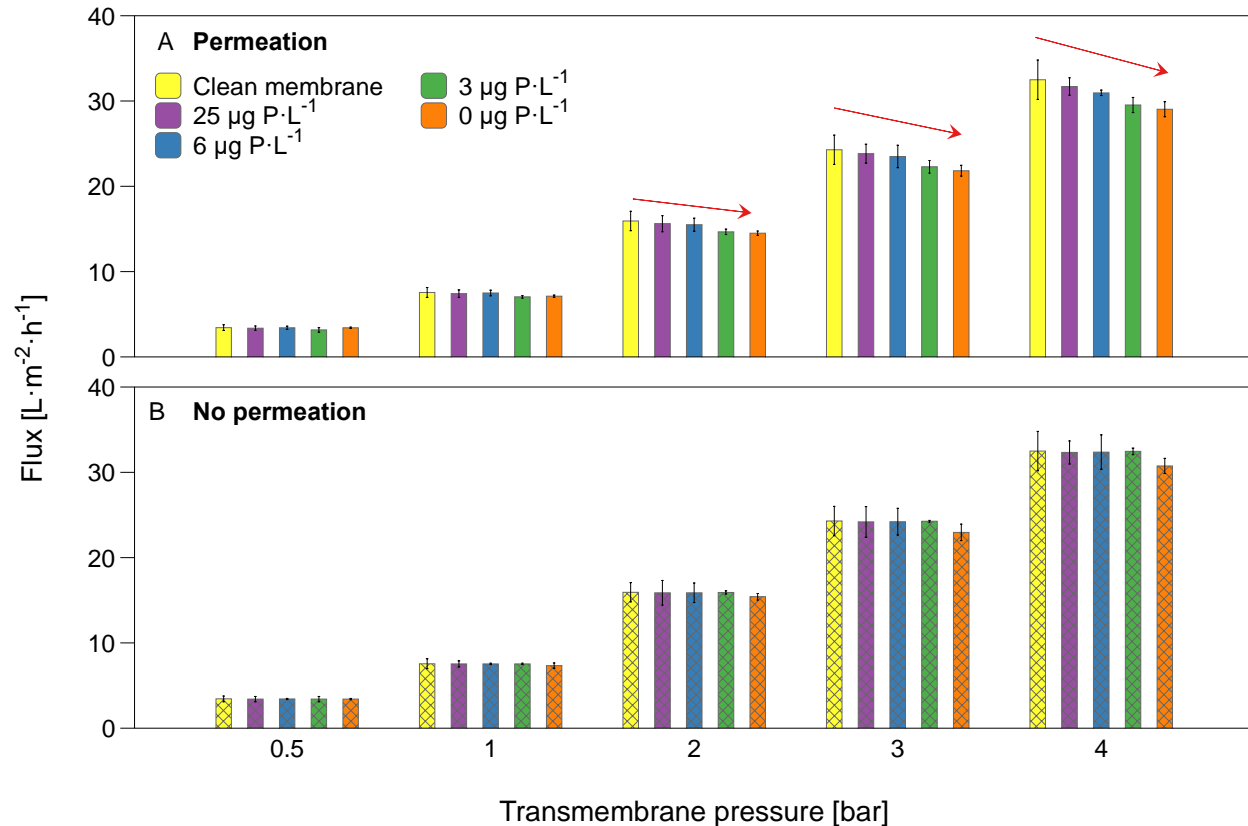 A Permeation
Clean membrane
25 µg P·L⁻¹
6 µg P·L⁻¹
3 µg P·L⁻¹
0 µg P·L⁻¹
40
30
20
10
0
B No permeation
40
30
20
10
0
Flux [L·m⁻²·h⁻¹]
0.5 1 2 3 4
Transmembrane pressure [bar]